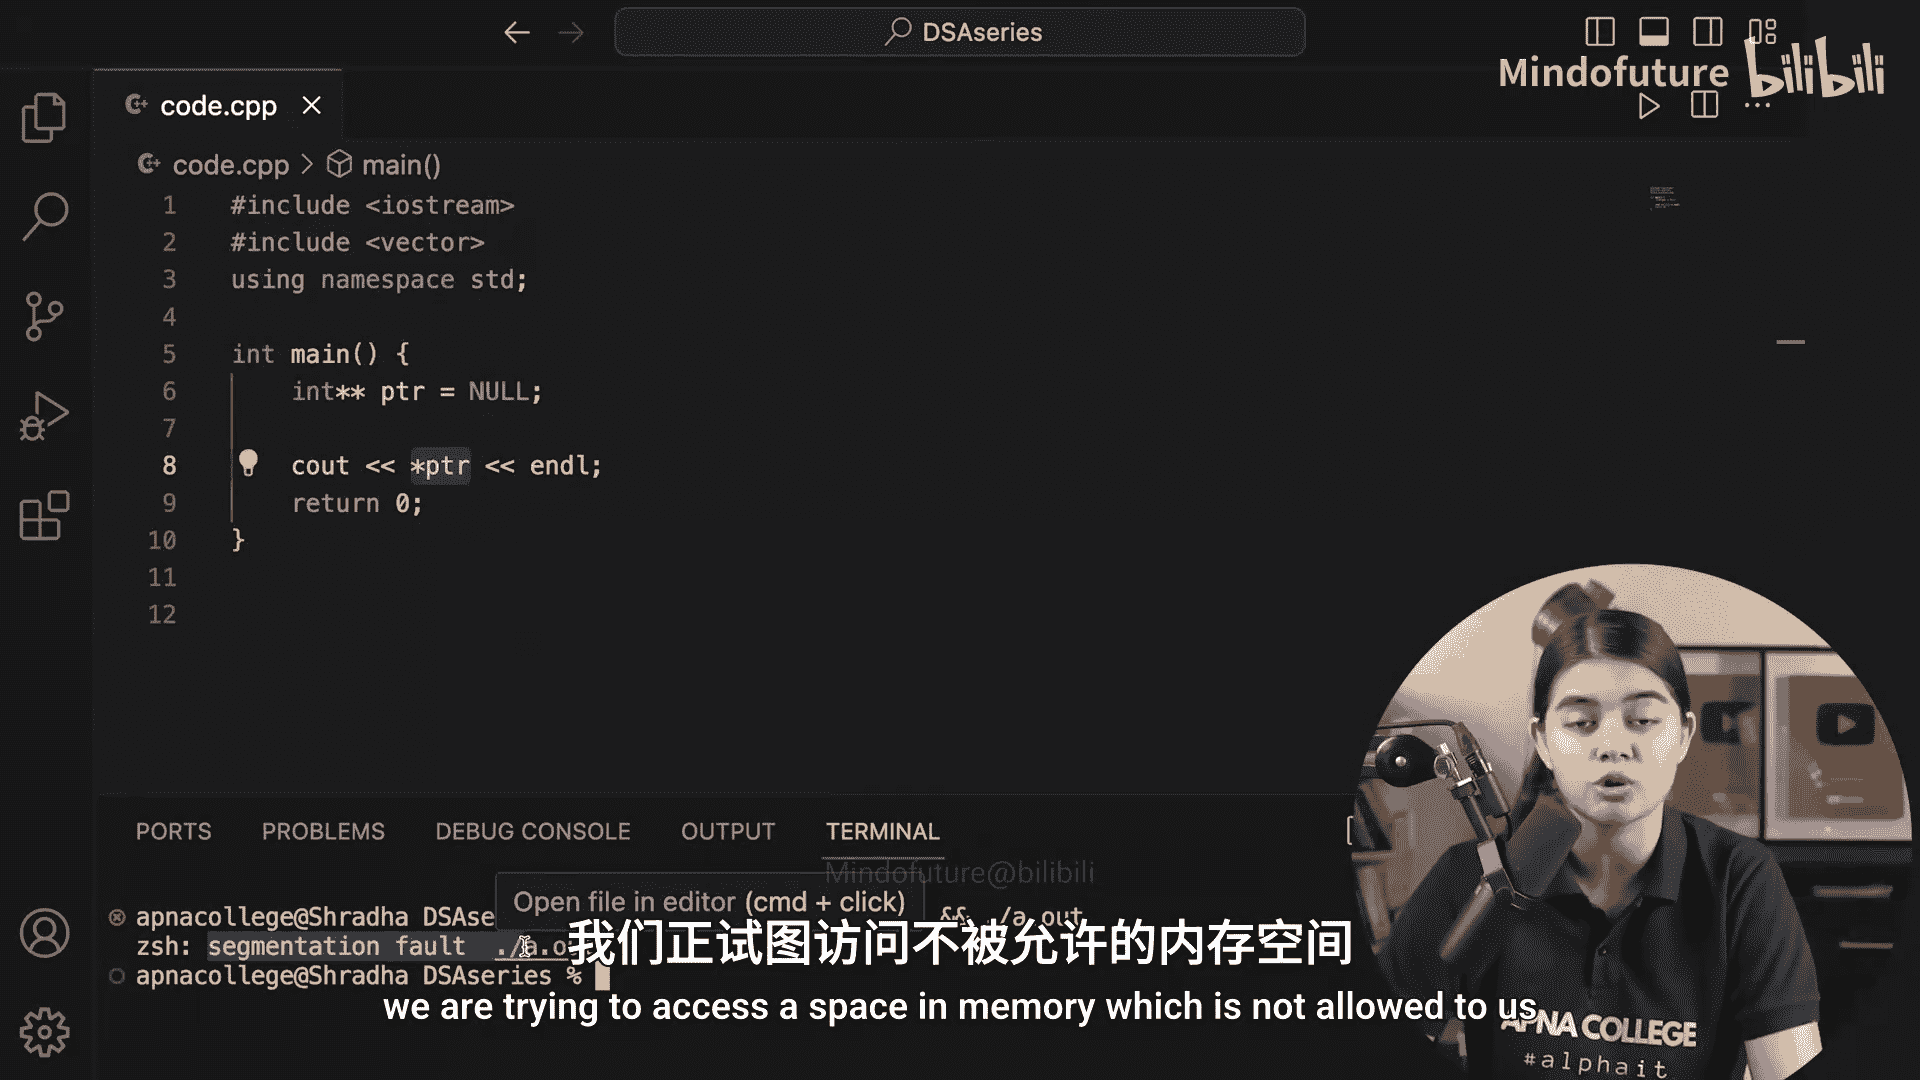 DSAseries
Mindofuture bilibili
code.cpp
code.cpp > main()
1 #include <iostream>
2 #include <vector>
3 using namespace std;
4
5 int main() {
6 int** ptr = NULL;
7
8 cout << *ptr << endl;
9 return 0;
10 }
11
12
PORTS PROBLEMS DEBUG CONSOLE OUTPUT TERMINAL
Mindofuture@bilibili
Open file in editor (cmd + click)
apnacollege@Shradha DSAse && ./a.out
zsh: segmentation fault ./a.o
我们正试图访问不被允许的内存空间
apnacollege@Shradha DSAseries %
we are trying to access a space in memory which is not allowed to us
APNA COLLEGE
#alphait